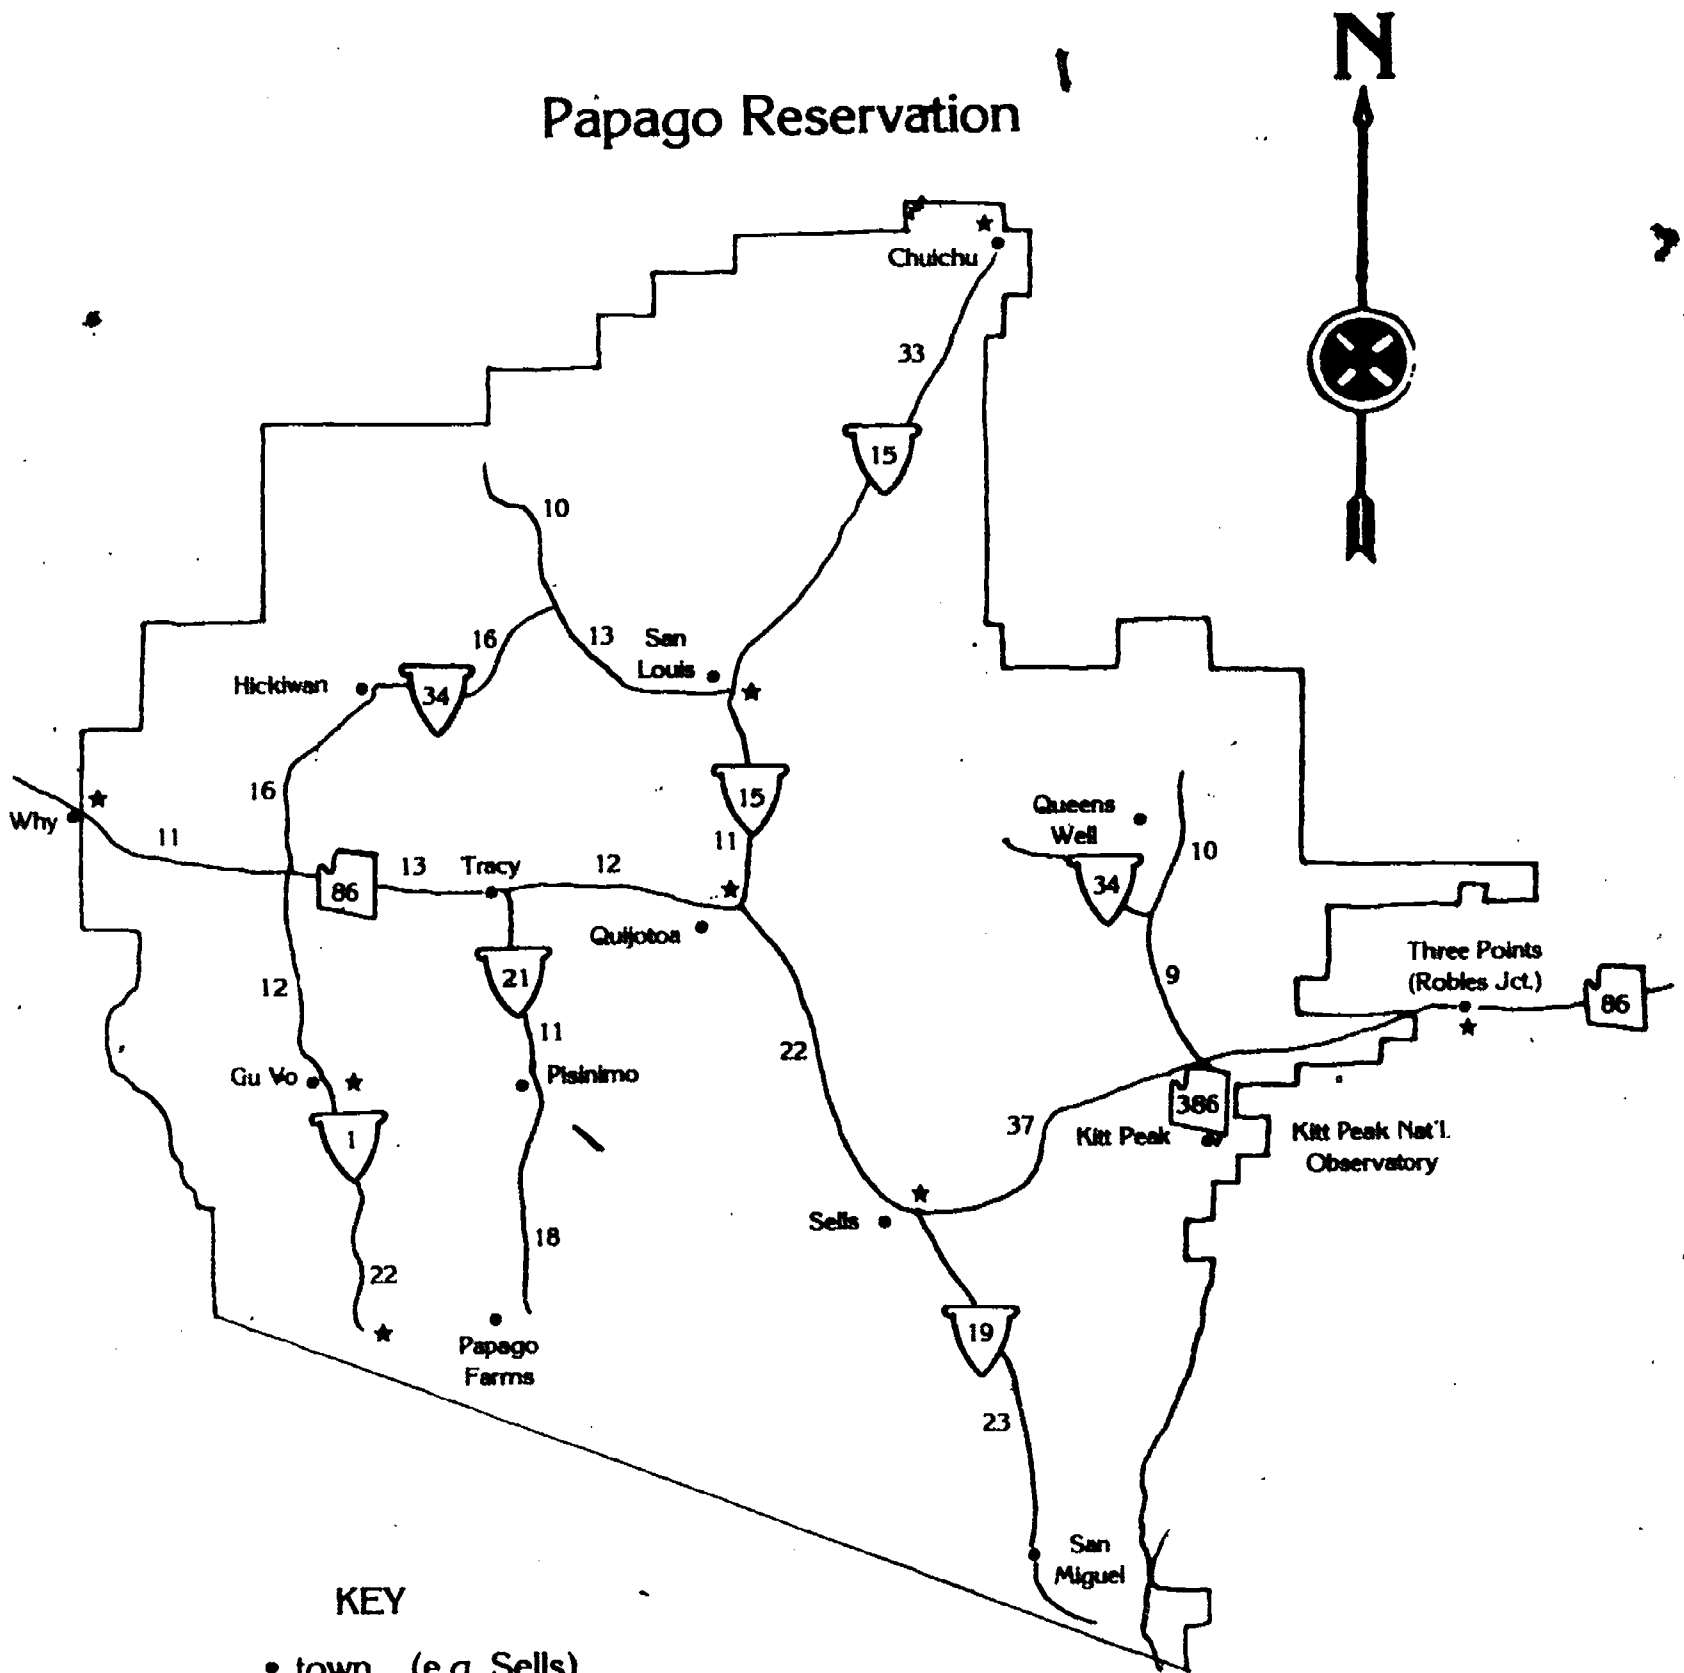 N
Papago Reservation
Chuichu
33
15
10
16
13
San
Louis
Hickiwan
34
16
15
Why
11
86
13
Tracy
12
11
Quijotoa
Queens
Well
10
34
9
Three Points
(Robles Jct.)
86
12
21
11
22
Gu Vo
Pisinimo
1
37
Kitt Peak
386
Kitt Peak Nat'l.
Observatory
Sells
18
22
19
Papago
Farms
23
San
Miguel
KEY
• town (e.g. Sells)